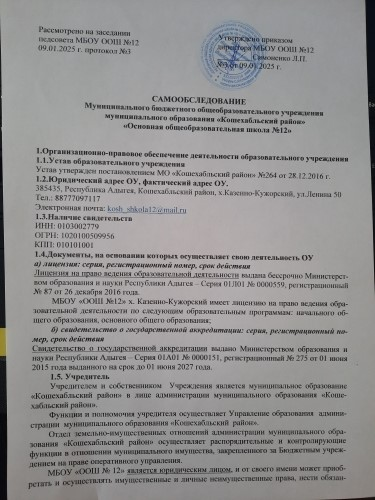 Рассмотрено на заседании
педсовета МБОУ ООШ №12
09.01.2025 г. протокол №3
Утверждено приказом
директора МБОУ ООШ №12
Симоненко Л.П.
№3 от 09.01.2025 г.
САМООБСЛЕДОВАНИЕ
Муниципального бюджетного общеобразовательного учреждения
муниципального образования «Кошехабльский район»
«Основная общеобразовательная школа №12»
1.Организационно-правовое обеспечение деятельности образовательного учреждения
1.1.Устав образовательного учреждения
Устав утвержден постановлением МО «Кошехабльский район» №264 от 28.12.2016 г.
1.2.Юридический адрес ОУ, фактический адрес ОУ.
385435, Республика Адыгея, Кошехабльский район, х.Казенно-Кужорский, ул.Ленина 50
Тел.: 88777097117
Электронная почта: kosh_shkola12@mail.ru
1.3.Наличие свидетельств
ИНН: 0103002779
ОГРН: 1020100509956
КПП: 010101001
1.4.Документы, на основании которых осуществляет свою деятельность ОУ
а) лицензия: серия, регистрационный номер, срок действия
Лицензия на право ведения образовательной деятельности выдана бессрочно Министерст-
вом образования и науки Республики Адыгея – Серия 01Л01 № 0000559, регистрационный
№ 87 от 26 декабря 2016 года.
МБОУ «ООШ №12» х. Казенно-Кужорский имеет лицензию на право ведения обра-
зовательной деятельности по следующим образовательным программам: начального об-
щего образования, основного общего образования;
б) свидетельство о государственной аккредитации: серия, регистрационный но-
мер, срок действия
Свидетельство о государственной аккредитации выдано Министерством образования и
науки Республики Адыгея – Серия 01А01 № 0000151, регистрационный № 275 от 01 июня
2015 года выданного на срок до 01 июня 2027 года.
1.5. Учредитель
Учредителем и собственником Учреждения является муниципальное образование
«Кошехабльский район» в лице администрации муниципального образования «Коше-
хабльский район».
Функции и полномочия учредителя осуществляет Управление образования админи-
страции муниципального образования «Кошехабльский район».
Отдел земельно-имущественных отношений администрации муниципального обра-
зования «Кошехабльский район» осуществляет распорядительные и контролирующие
функции в отношении муниципального имущества, закрепленного за Бюджетным учреж-
дением на праве оперативного управления.
МБОУ «ООШ № 12» является юридическим лицом, и от своего имени может приоб-
ретать и осуществлять имущественные и личные неимущественные права, нести обязан-